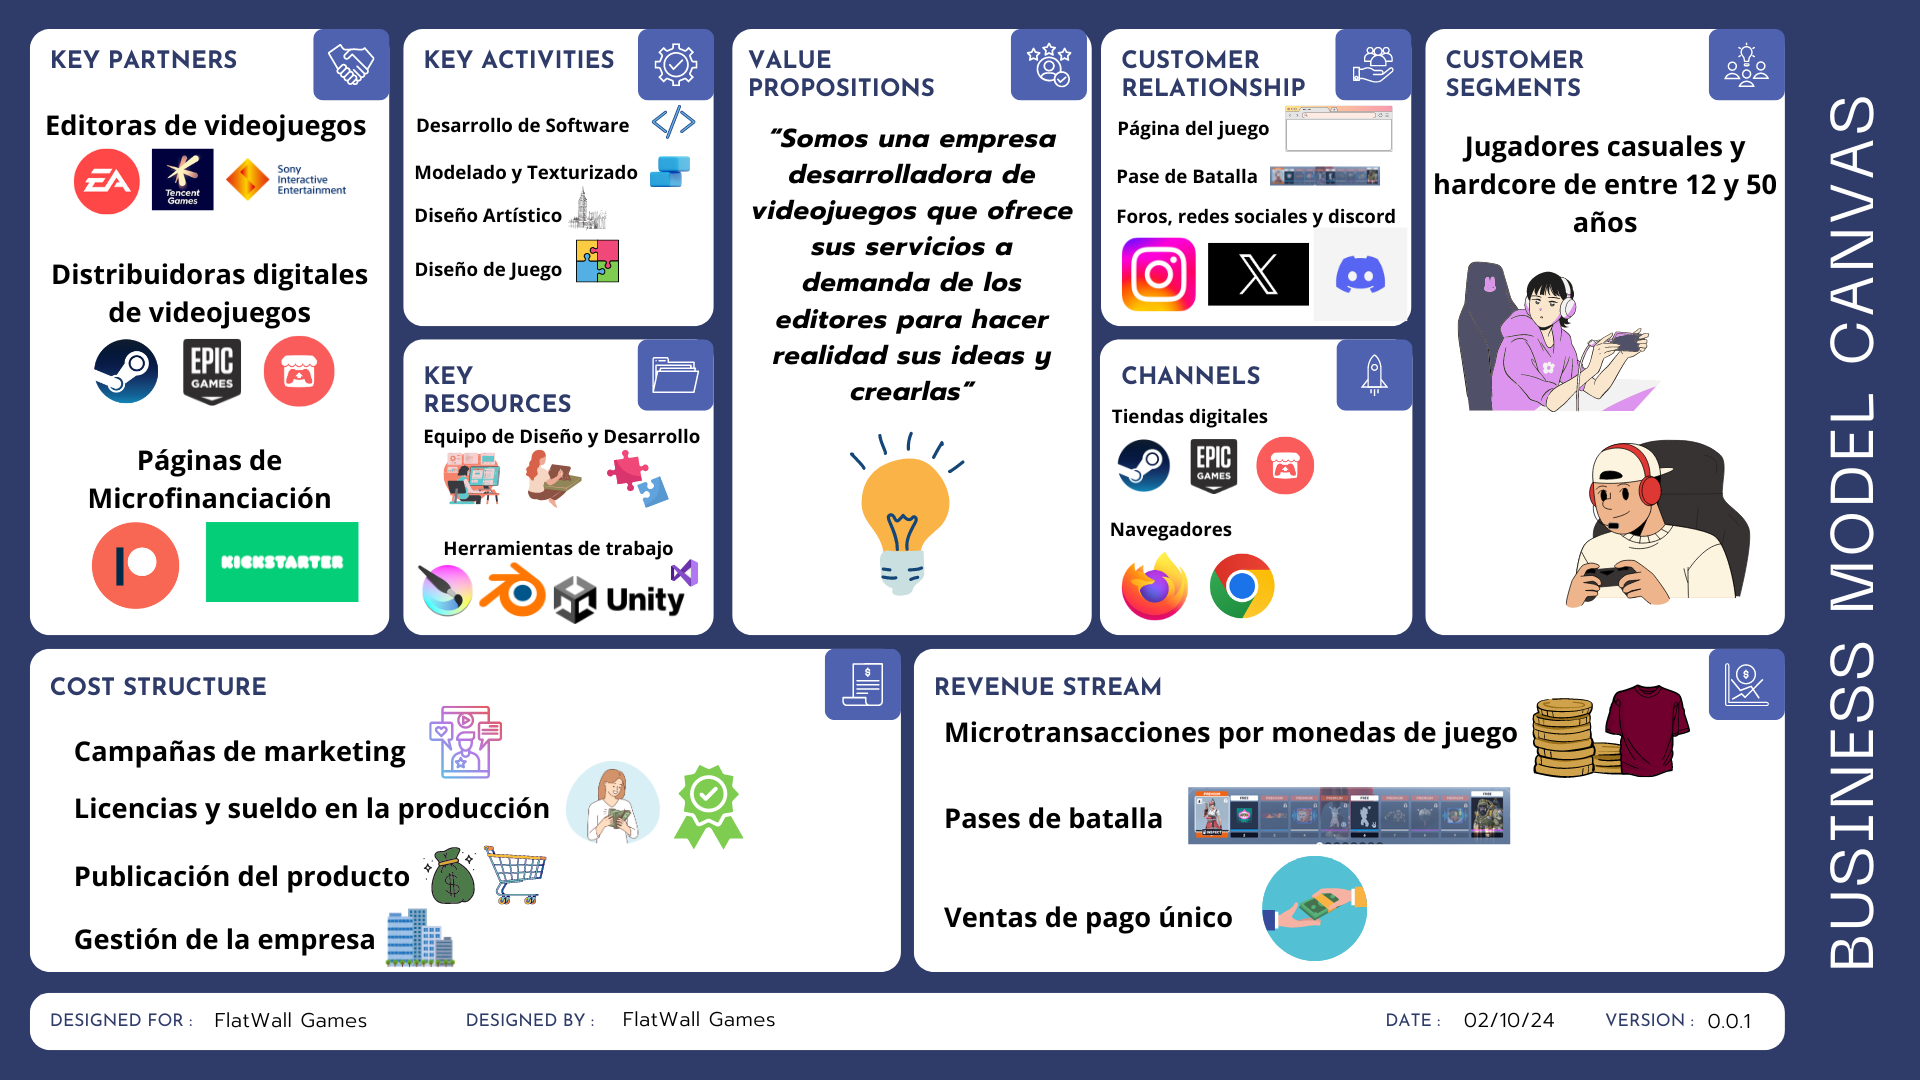 KEY PARTNERS
Editoras de videojuegos
EA
Tencent
Games
Sony
Interactive
Entertainment
Distribuidoras digitales
de videojuegos
EPIC
GAMES
Páginas de
Microfinanciación
KICKSTARTER
KEY ACTIVITIES
Desarrollo de Software
</>
Modelado y Texturizado
Diseño Artístico
Diseño de Juego
KEY
RESOURCES
Equipo de Diseño y Desarrollo
Herramientas de trabajo
Unity
VALUE
PROPOSITIONS
“Somos una empresa
desarrolladora de
videojuegos que ofrece
sus servicios a
demanda de los
editores para hacer
realidad sus ideas y
crearlas”
CUSTOMER
RELATIONSHIP
Página del juego
Pase de Batalla
Foros, redes sociales y discord
X
CHANNELS
Tiendas digitales
EPIC
GAMES
Navegadores
CUSTOMER
SEGMENTS
Jugadores casuales y
hardcore de entre 12 y 50
años
COST STRUCTURE
Campañas de marketing
Licencias y sueldo en la producción
Publicación del producto
Gestión de la empresa
REVENUE STREAM
Microtransacciones por monedas de juego
Pases de batalla
Ventas de pago único
DESIGNED FOR : FlatWall Games
DESIGNED BY : FlatWall Games
DATE : 02/10/24
VERSION : 0.0.1
BUSINESS MODEL CANVAS